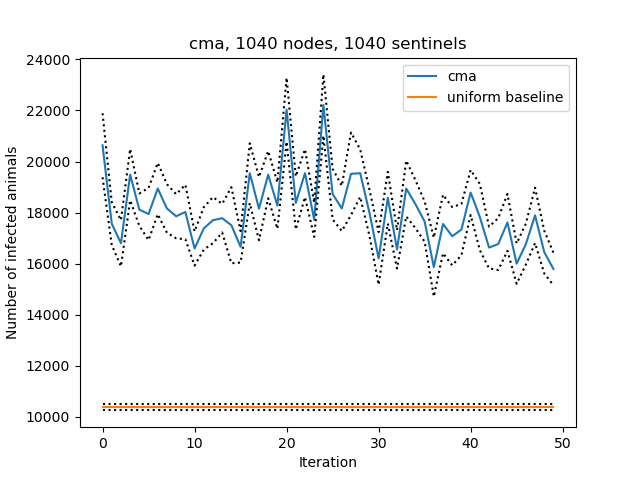 cma, 1040 nodes, 1040 sentinels
24000
22000
20000
18000
16000
14000
12000
10000
Number of infected animals
cma
uniform baseline
0
10
20
30
40
50
Iteration